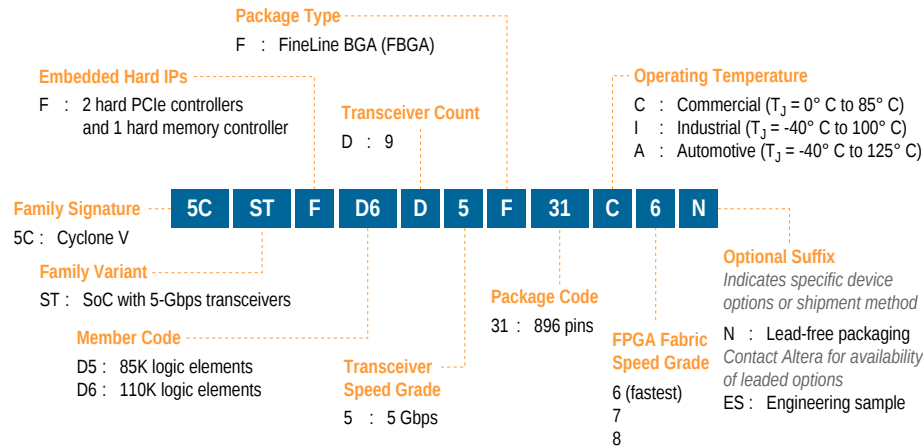 Package Type
F : FineLine BGA (FBGA)
Embedded Hard IPs
F : 2 hard PCIe controllers
and 1 hard memory controller
Transceiver Count
D : 9
Operating Temperature
C : Commercial (TJ = 0° C to 85° C)
I : Industrial (TJ = -40° C to 100° C)
A : Automotive (TJ = -40° C to 125° C)
5C ST F D6 D 5 F 31 C 6 N
Family Signature
5C : Cyclone V
Family Variant
ST : SoC with 5-Gbps transceivers
Member Code
D5 : 85K logic elements
D6 : 110K logic elements
Transceiver
Speed Grade
5 : 5 Gbps
Package Code
31 : 896 pins
FPGA Fabric
Speed Grade
6 (fastest)
7
8
Optional Suffix
Indicates specific device
options or shipment method
N : Lead-free packaging
Contact Altera for availability
of leaded options
ES : Engineering sample